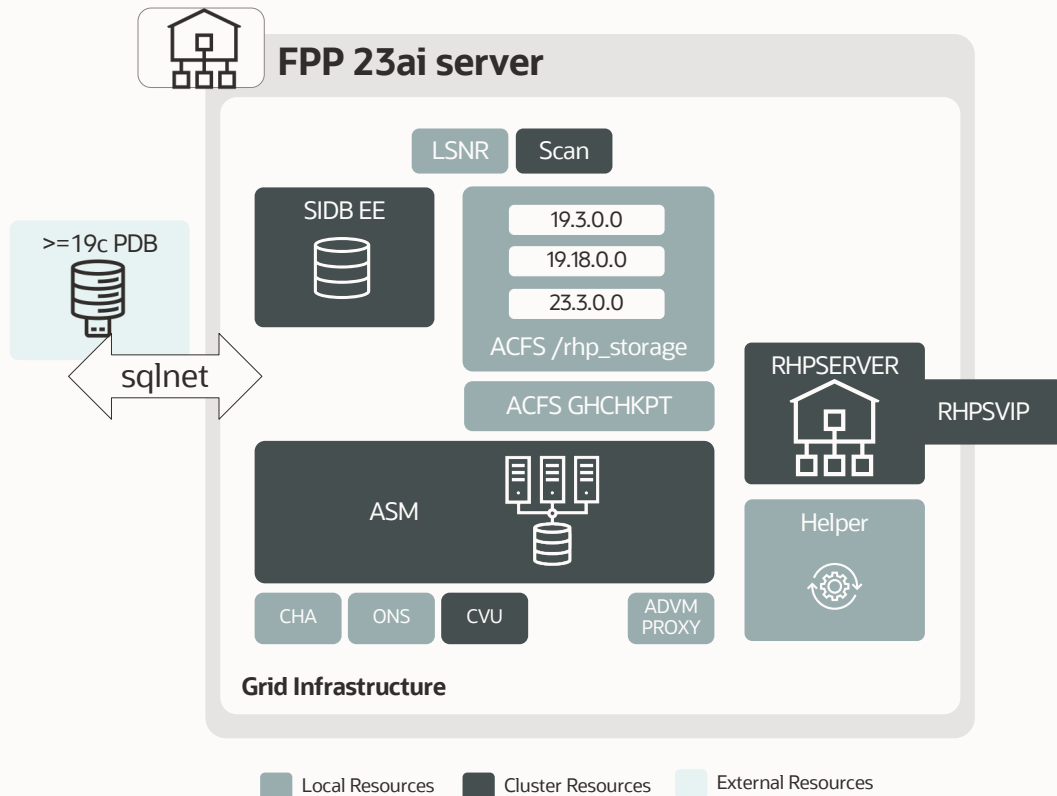 FPP 23ai server
LSNR
Scan
SIDB EE
19.3.0.0
19.18.0.0
23.3.0.0
ACFS /rhp_storage
>=19c PDB
sqlnet
ACFS GHCHKPT
RHPSERVER
RHPSVIP
ASM
Helper
CHA
ONS
CVU
ADVM
PROXY
Grid Infrastructure
Local Resources
Cluster Resources
External Resources